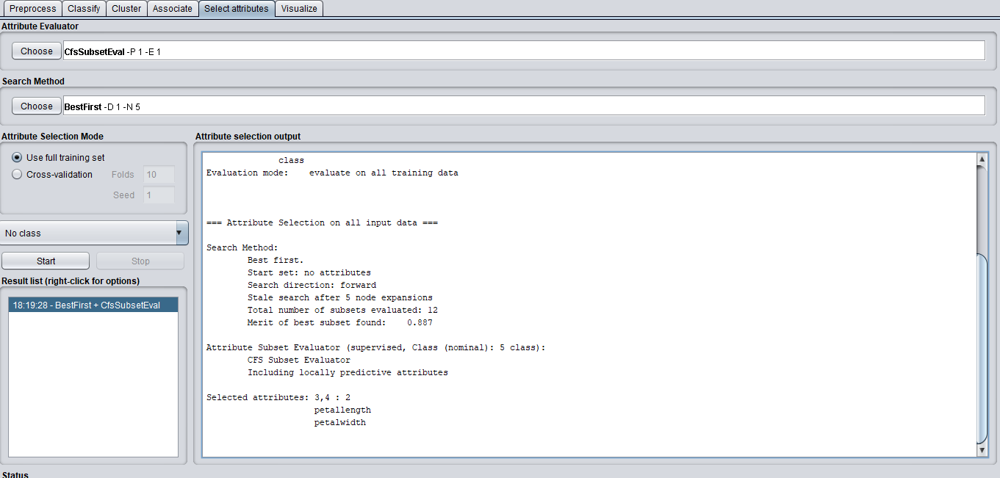 Preprocess Classify Cluster Associate Select attributes Visualize
Attribute Evaluator
Choose CfsSubsetEval -P 1 -E 1
Search Method
Choose BestFirst -D 1 -N 5
Attribute Selection Mode
Use full training set
Cross-validation Folds 10
Seed 1
No class
Start Stop
Result list (right-click for options)
18:19:28 - BestFirst + CfsSubsetEval
Attribute selection output
class
Evaluation mode: evaluate on all training data
=== Attribute Selection on all input data ===
Search Method:
Best first.
Start set: no attributes
Search direction: forward
Stale search after 5 node expansions
Total number of subsets evaluated: 12
Merit of best subset found: 0.887
Attribute Subset Evaluator (supervised, Class (nominal): 5 class):
CFS Subset Evaluator
Including locally predictive attributes
Selected attributes: 3,4 : 2
petallength
petalwidth
Status